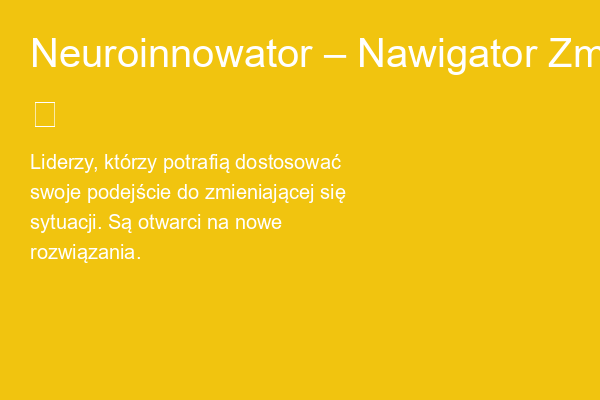 Neuroinnowator – Nawigator Zm
Liderzy, którzy potrafią dostosować
swoje podejście do zmieniającej się
sytuacji. Są otwarci na nowe
rozwiązania.